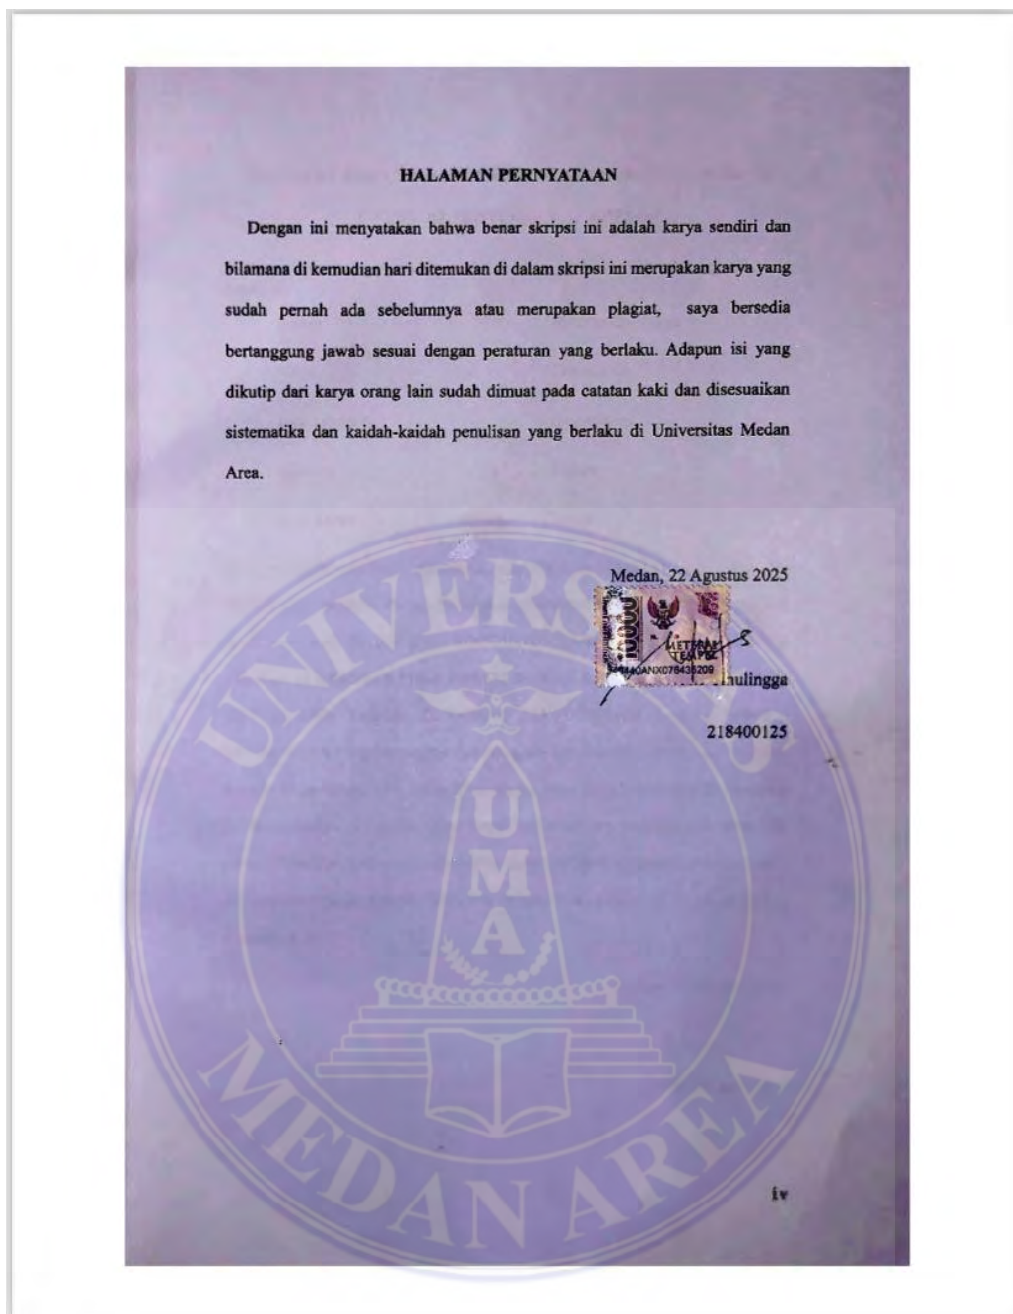 HALAMAN PERNYATAAN
Dengan ini menyatakan bahwa benar skripsi ini adalah karya sendiri dan
bilamana di kemudian hari ditemukan di dalam skripsi ini merupakan karya yang
sudah pernah ada sebelumnya atau merupakan plagiat, saya bersedia
bertanggung jawab sesuai dengan peraturan yang berlaku. Adapun isi yang
dikutip dari karya orang lain sudah dimuat pada catatan kaki dan disesuaikan
sistematika dan kaidah-kaidah penulisan yang berlaku di Universitas Medan
Area.
Medan, 22 Agustus 2025
10000
METERAI
TEMPEL
218400125
UNIVERSITAS
UMA
MEDAN AREA
iv